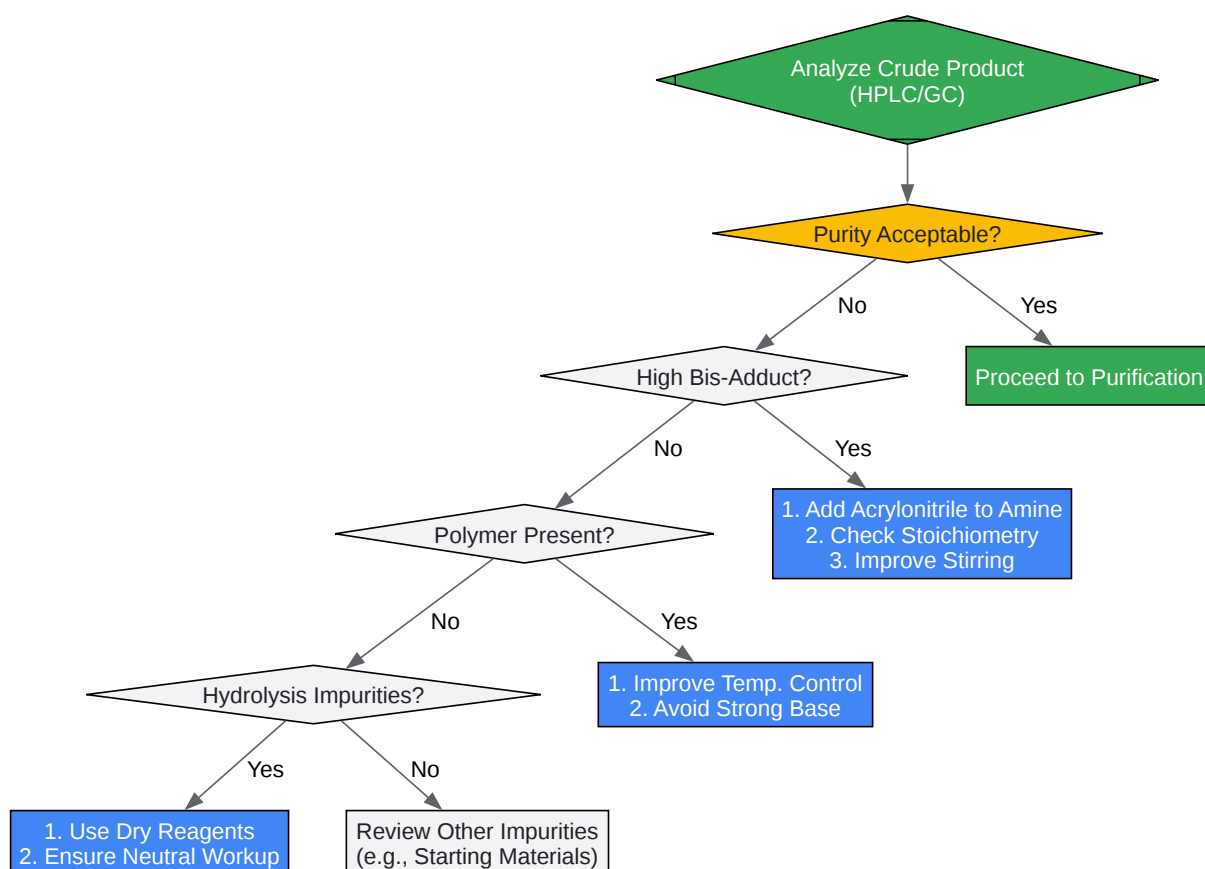 Analyze Crude Product
(HPLC/GC)
Purity Acceptable?
No
Yes
High Bis-Adduct?
Proceed to Purification
No
Yes
1. Add Acrylonitrile to Amine
2. Check Stoichiometry
3. Improve Stirring
Polymer Present?
No
Yes
1. Improve Temp. Control
2. Avoid Strong Base
Hydrolysis Impurities?
Yes
No
1. Use Dry Reagents
2. Ensure Neutral Workup
Review Other Impurities
(e.g., Starting Materials)